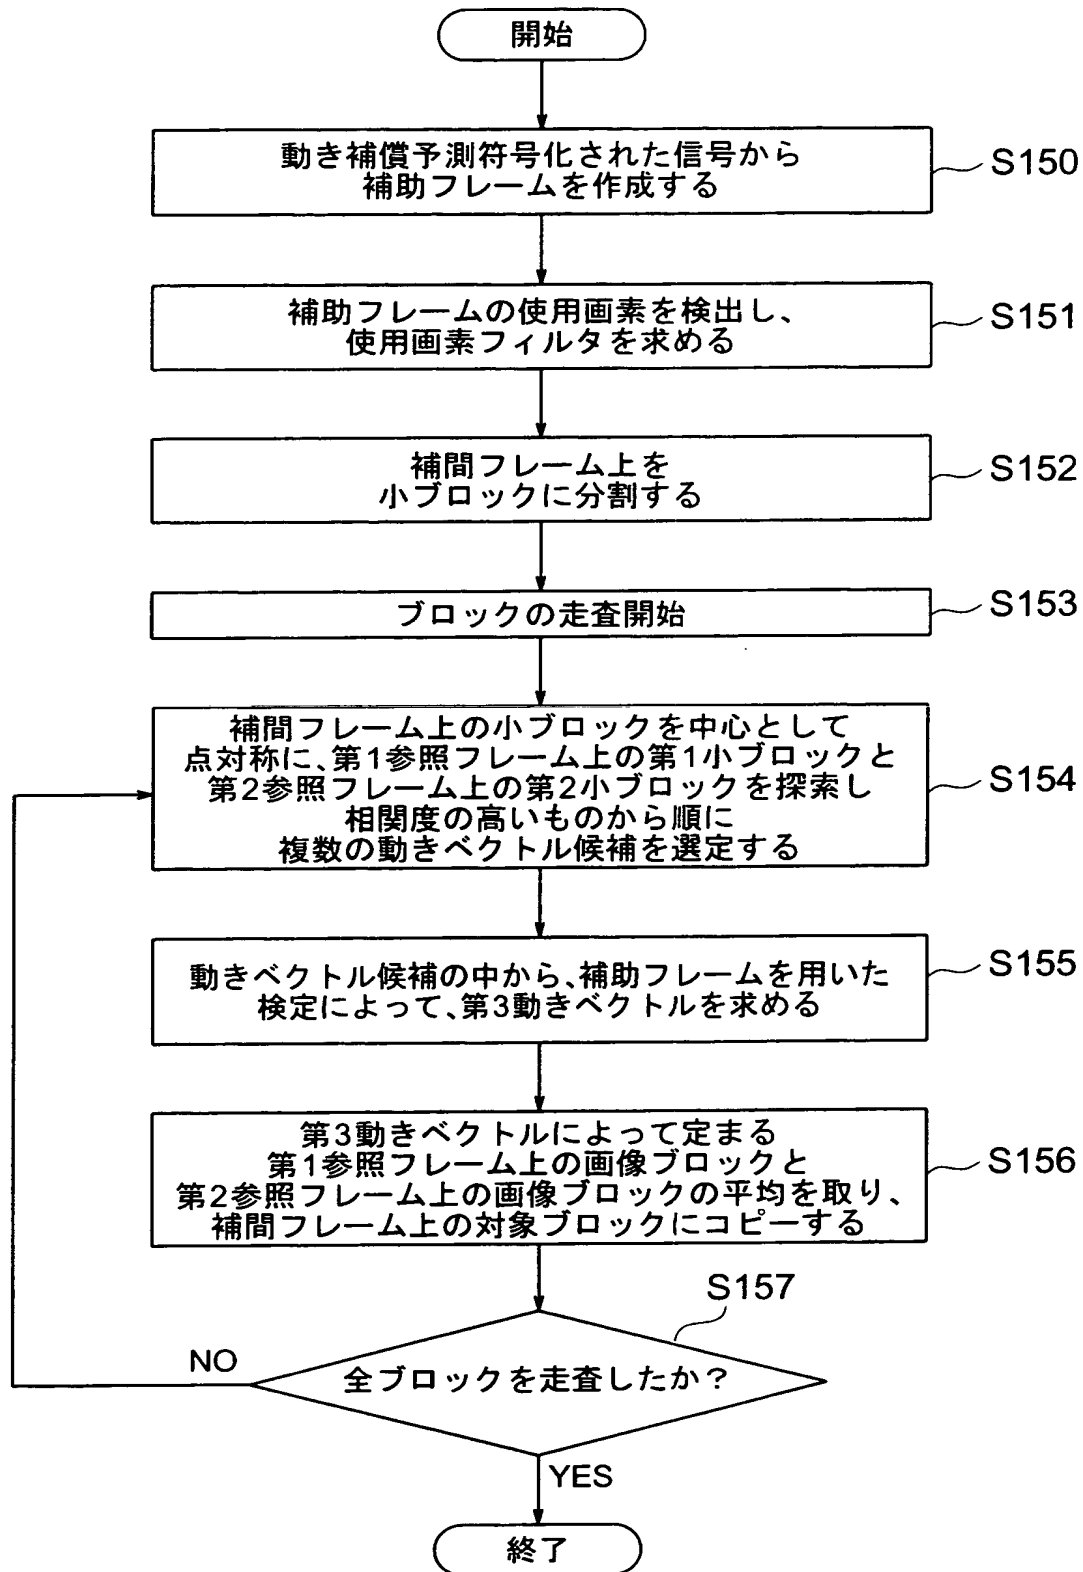 開始
動き補償予測符号化された信号から
補助フレームを作成する
S150
補助フレームの使用画素を検出し、
使用画素フィルタを求める
S151
補間フレーム上を
小ブロックに分割する
S152
ブロックの走査開始
S153
補間フレーム上の小ブロックを中心として
点対称に、第1参照フレーム上の第1小ブロックと
第2参照フレーム上の第2小ブロックを探索し
相関度の高いものから順に
複数の動きベクトル候補を選定する
S154
動きベクトル候補の中から、補助フレームを用いた
検定によって、第3動きベクトルを求める
S155
第3動きベクトルによって定まる
第1参照フレーム上の画像ブロックと
第2参照フレーム上の画像ブロックの平均を取り、
補間フレーム上の対象ブロックにコピーする
S156
S157
全ブロックを走査したか？
NO
YES
終了